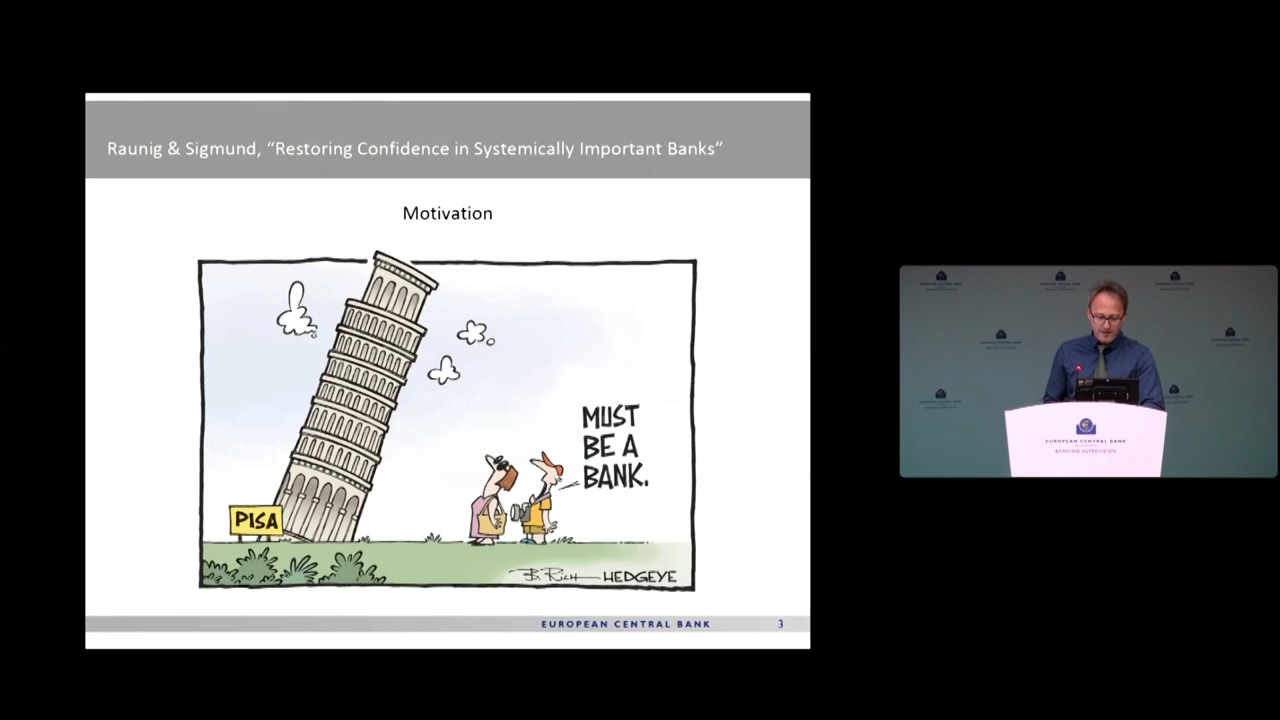 Raunig & Sigmund, “Restoring Confidence in Systemically Important Banks”
Motivation
MUST
BE A
BANK.
PISA
B. RICH HEDGEYE
EUROPEAN CENTRAL BANK 3
EUROPEAN CENTRAL BANK
BANKING SUPERVISION